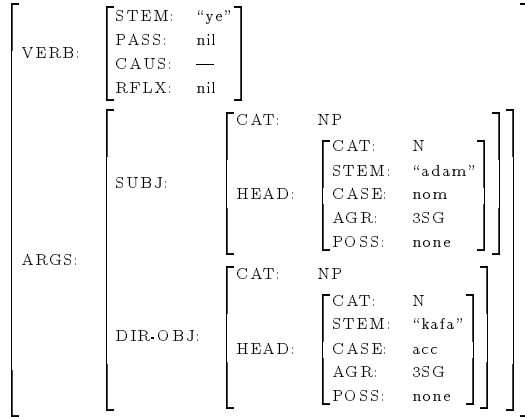 STEM: “ye”
VERB: PASS: nil
CAUS: —
RFLX: nil
CAT: NP
CAT: N
STEM: “adam”
SUBJ: HEAD: CASE: nom
AGR: 3SG
POSS: none
ARGS:
CAT: NP
CAT: N
STEM: “kafa”
DIR-OBJ: HEAD: CASE: acc
AGR: 3SG
POSS: none